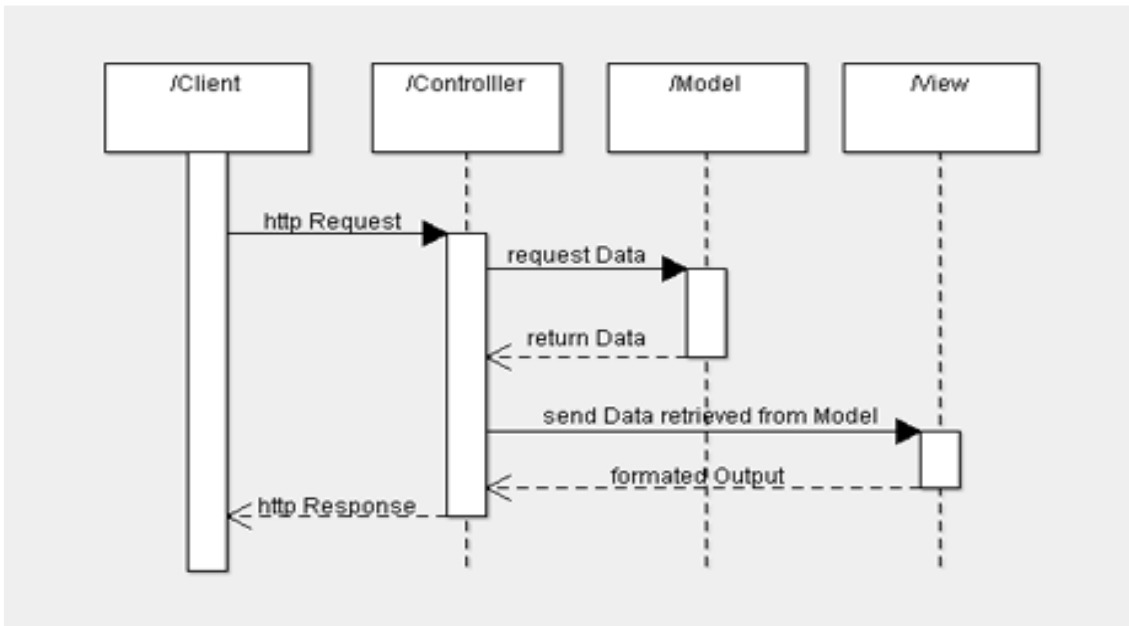 /Client
/Controlller
/Model
/View
http Request
request Data
return Data
send Data retrieved from Model
formated Output
http Response